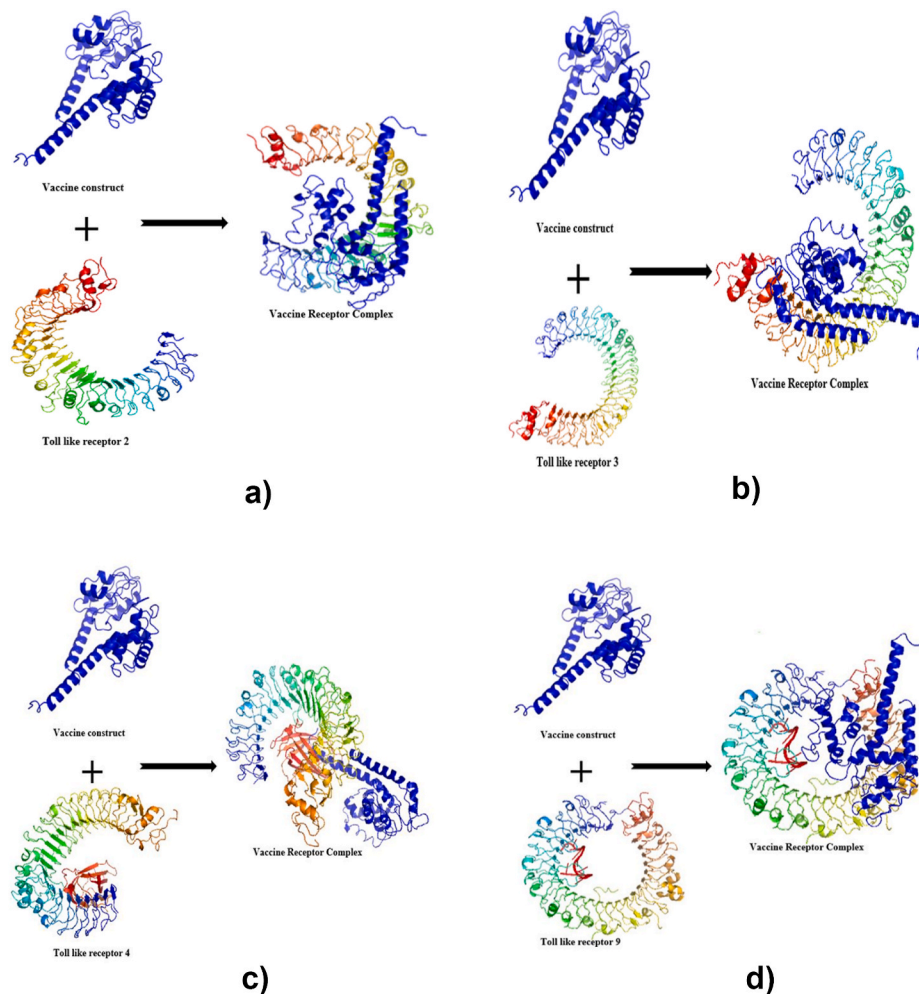 Vaccine construct
+
Toll like receptor 2
Vaccine Receptor Complex
a)
Vaccine construct
+
Toll like receptor 3
Vaccine Receptor Complex
b)
Vaccine construct
+
Toll like receptor 4
Vaccine Receptor Complex
c)
Vaccine construct
+
Toll like receptor 9
Vaccine Receptor Complex
d)